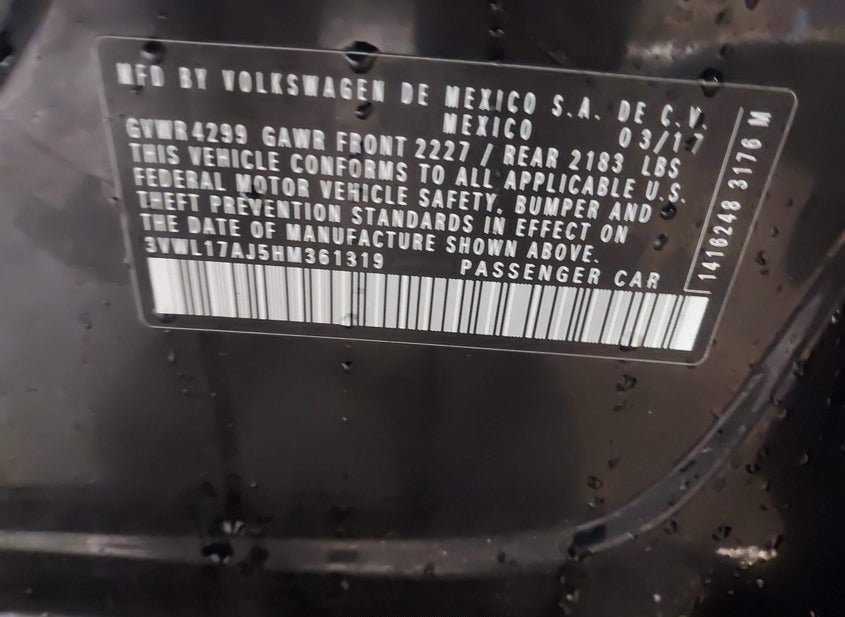 MFD BY VOLKSWAGEN DE MEXICO S.A. DE C.V.
MEXICO 03/17
GVWR 4299 GAWR FRONT 2227 / REAR 2183 LBS
THIS VEHICLE CONFORMS TO ALL APPLICABLE U.S.
FEDERAL MOTOR VEHICLE SAFETY, BUMPER AND
THEFT PREVENTION STANDARDS IN EFFECT ON
THE DATE OF MANUFACTURE SHOWN ABOVE.
3VWL17AJ5HM361319 PASSENGER CAR
1416248 3176 M